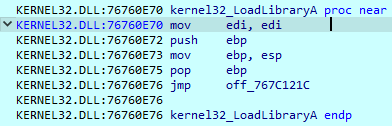 KERNEL32.DLL:76760E70 kernel32_LoadLibraryA proc near
KERNEL32.DLL:76760E70 mov edi, edi
KERNEL32.DLL:76760E72 push ebp
KERNEL32.DLL:76760E73 mov ebp, esp
KERNEL32.DLL:76760E75 pop ebp
KERNEL32.DLL:76760E76 jmp off_767C121C
KERNEL32.DLL:76760E76
KERNEL32.DLL:76760E76 kernel32_LoadLibraryA endp